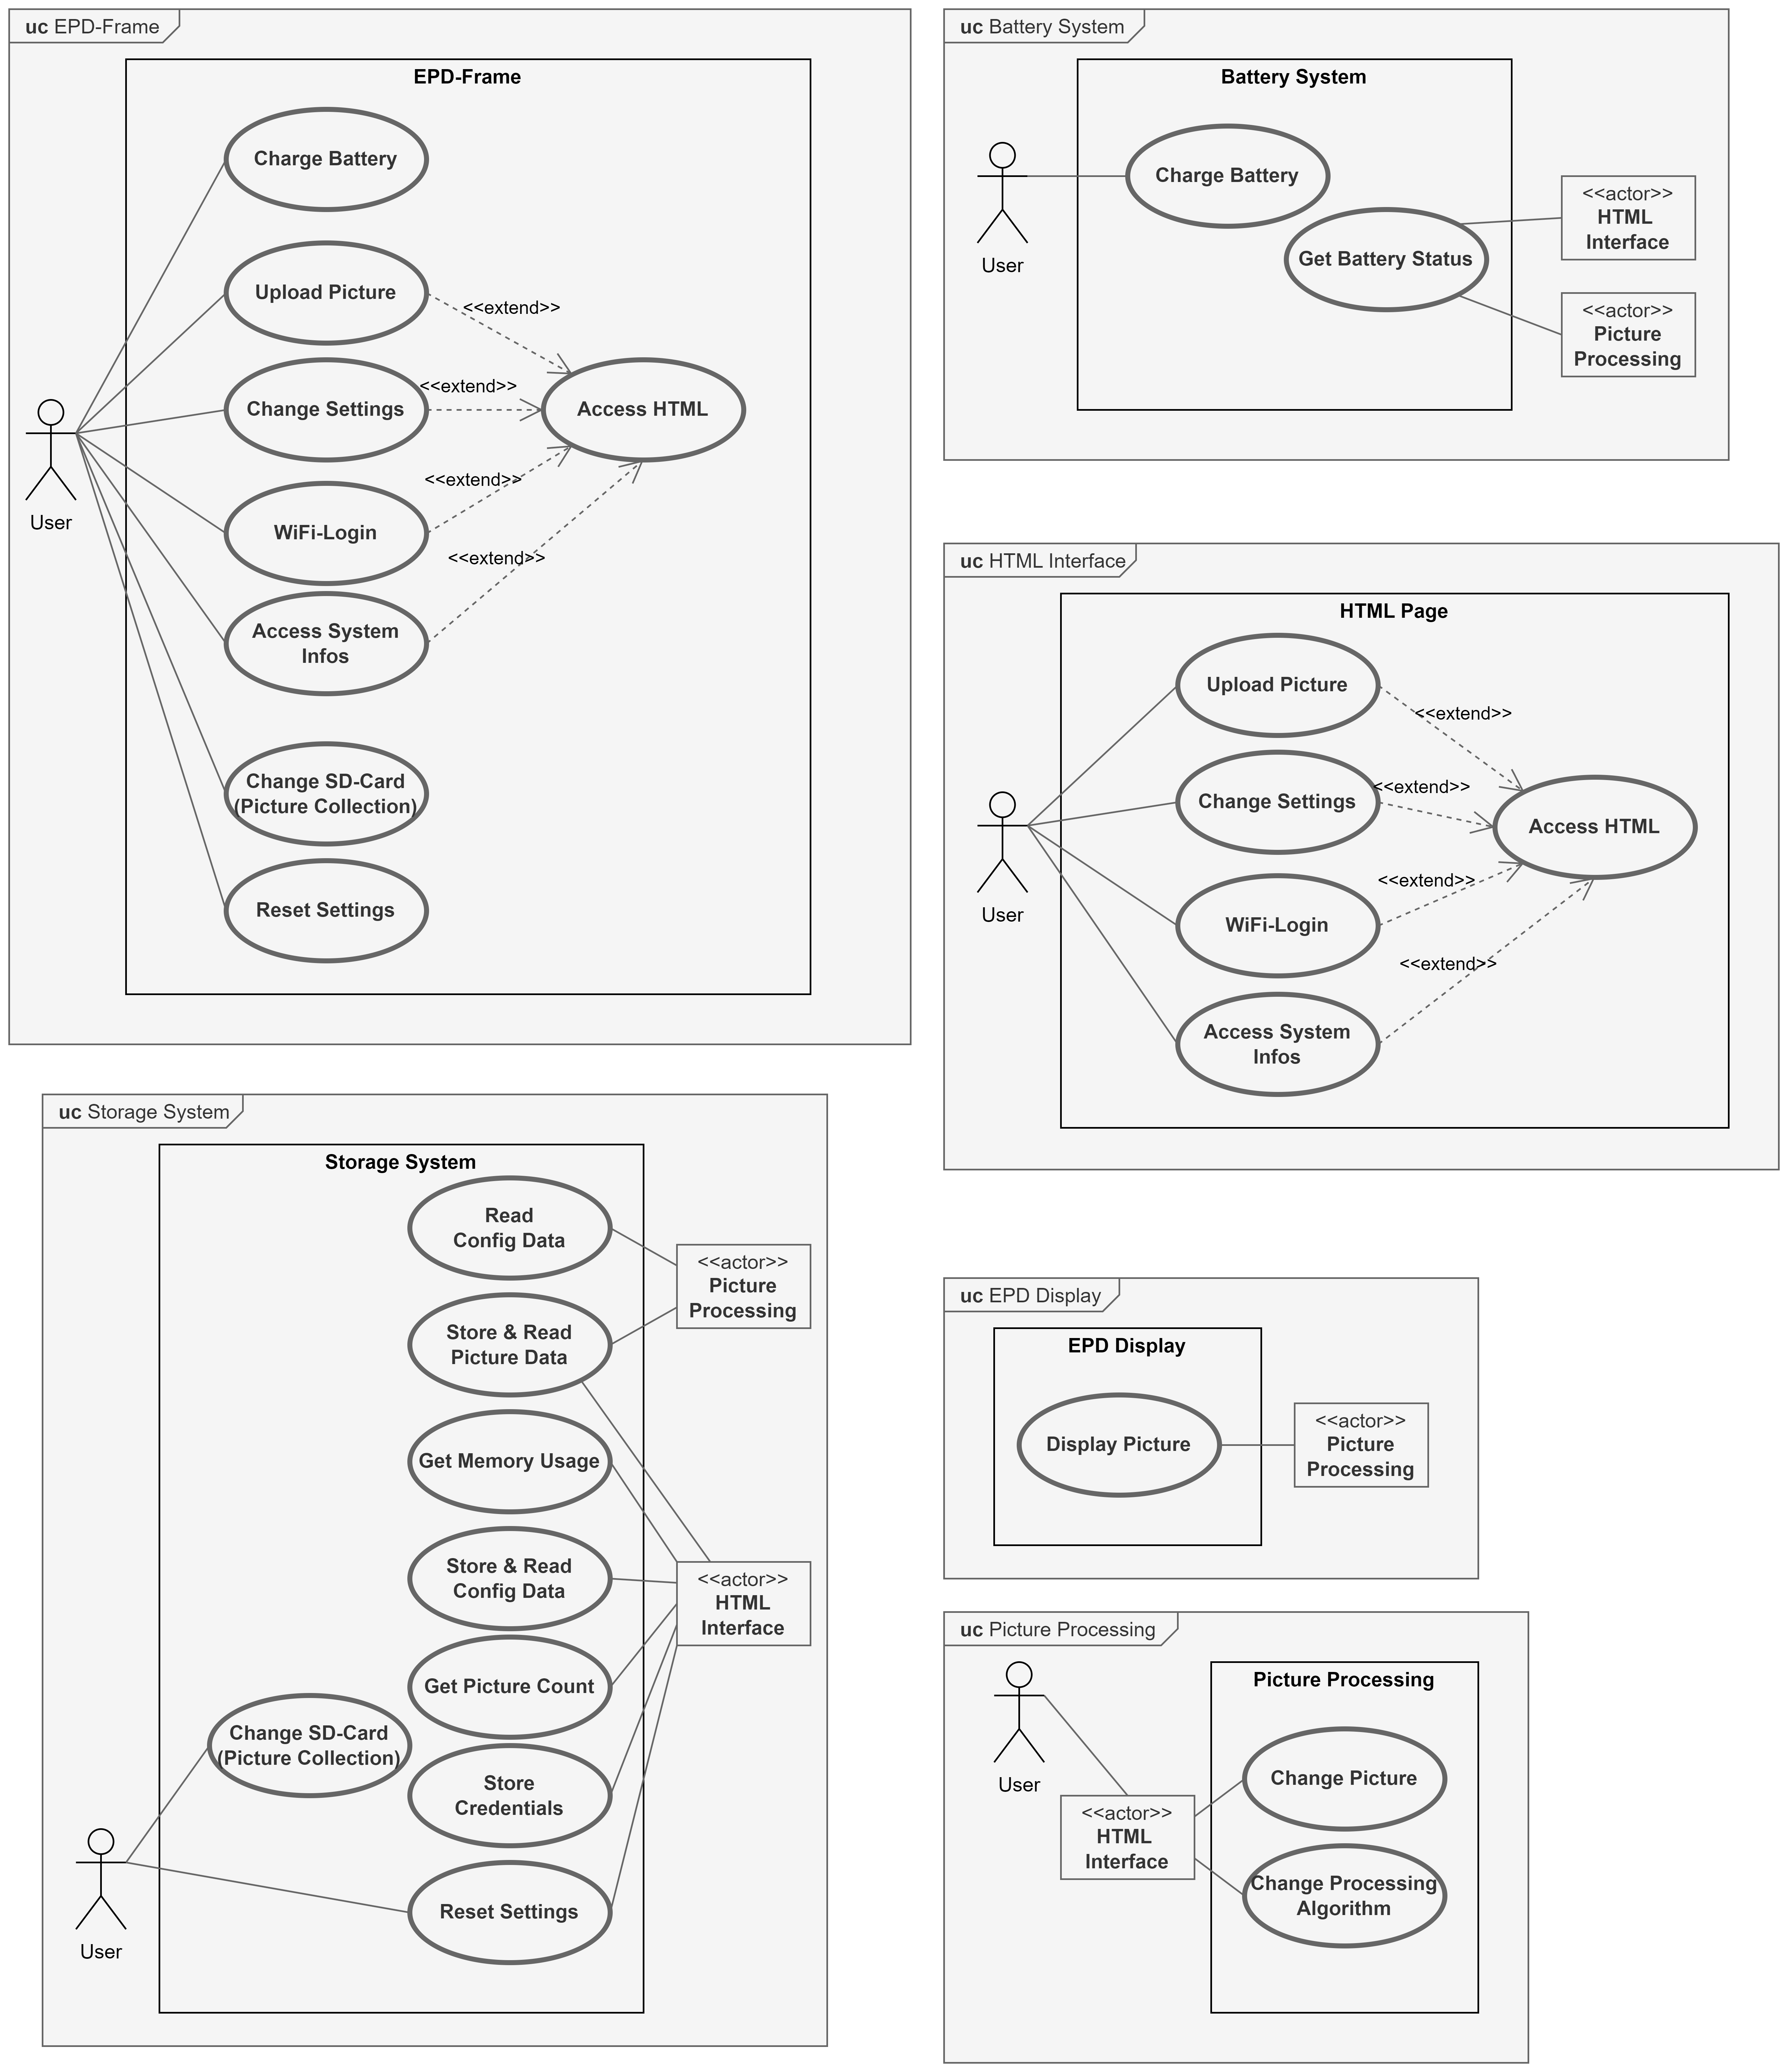 uc EPD-Frame
EPD-Frame
Charge Battery
Upload Picture
<<extend>>
Change Settings
<<extend>>
Access HTML
WiFi-Login
<<extend>>
User
Access System
Infos
<<extend>>
Change SD-Card
(Picture Collection)
Reset Settings
uc Battery System
Battery System
Charge Battery
User
Get Battery Status
<<actor>>
HTML
Interface
<<actor>>
Picture
Processing
uc HTML Interface
HTML Page
Upload Picture
<<extend>>
Change Settings
<<extend>>
Access HTML
User
WiFi-Login
<<extend>>
Access System
Infos
<<extend>>
uc Storage System
Storage System
Read
Config Data
<<actor>>
Picture
Processing
Store & Read
Picture Data
Get Memory Usage
Store & Read
Config Data
<<actor>>
HTML
Interface
Get Picture Count
Change SD-Card
(Picture Collection)
Store
Credentials
Reset Settings
User
uc EPD Display
EPD Display
Display Picture
<<actor>>
Picture
Processing
uc Picture Processing
Picture Processing
User
Change Picture
<<actor>>
HTML
Interface
Change Processing
Algorithm